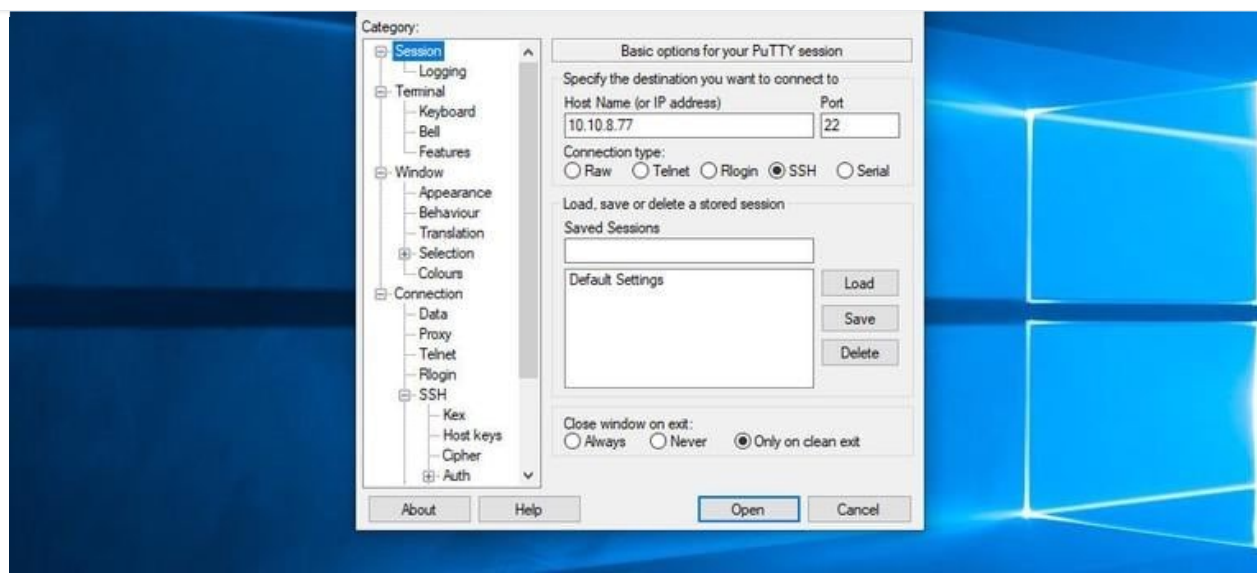 Category:
Session
Logging
Terminal
Keyboard
Bell
Features
Window
Appearance
Behaviour
Translation
Selection
Colours
Connection
Data
Proxy
Telnet
Rlogin
SSH
Kex
Host keys
Cipher
Auth
Basic options for your PuTTY session
Specify the destination you want to connect to
Host Name (or IP address) Port
10.10.8.77 22
Connection type:
Raw Telnet Rlogin SSH Serial
Load, save or delete a stored session
Saved Sessions
Default Settings
Load
Save
Delete
Close window on exit:
Always Never Only on clean exit
About Help Open Cancel